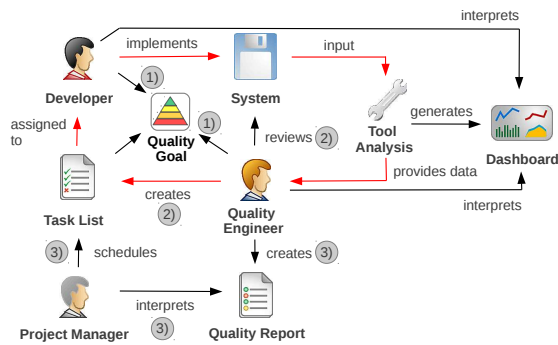 interprets
implements
input
1)
Developer
System
1)
generates
assigned
to
Quality
Goal
reviews 2)
Tool
Analysis
Dashboard
provides data
creates
2)
Task List
Quality
Engineer
interprets
3) schedules
creates 3)
interprets
3)
Project Manager
Quality Report